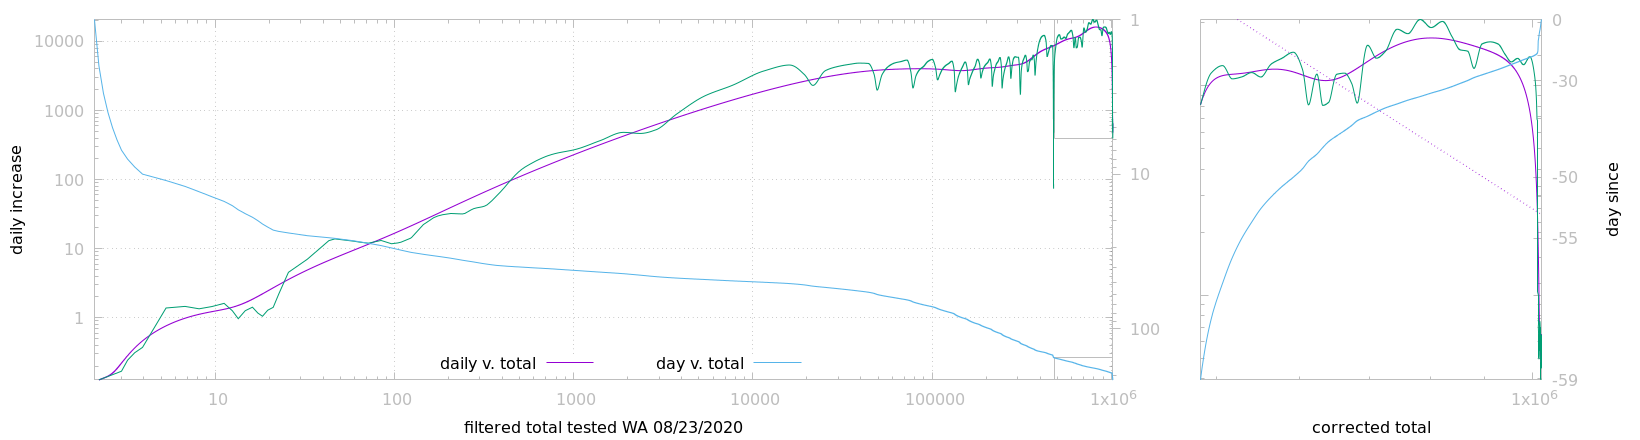 daily increase
10000
1000
100
10
1
10
100
1000
10000
100000
1x10^6
1
10
100
daily v. total
day v. total
filtered total tested WA 08/23/2020
0
-30
-50
-55
-59
day since
1x10^6
corrected total